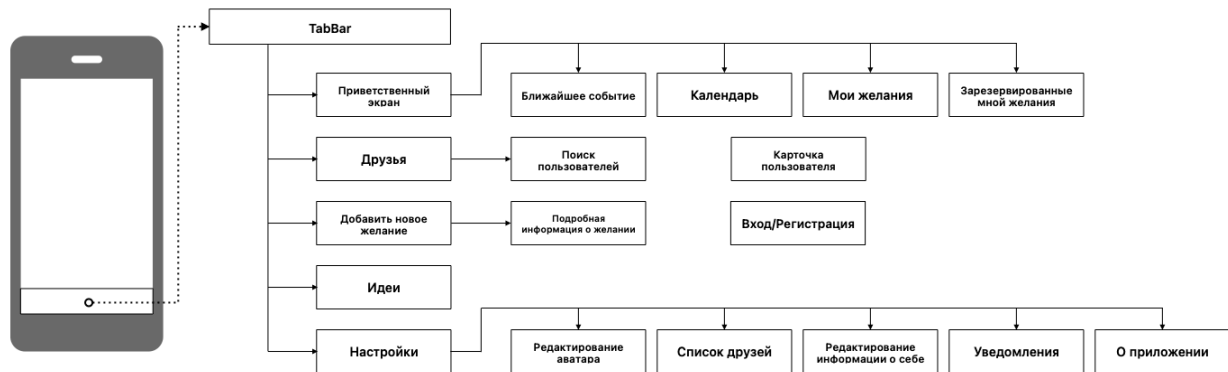 TabBar
Приветственный
экран
Ближайшее событие
Календарь
Мои желания
Зарезервированные
мной желания
Друзья
Поиск
пользователей
Карточка
пользователя
Добавить новое
желание
Подробная
информация о желании
Вход/Регистрация
Идеи
Настройки
Редактирование
аватара
Список друзей
Редактирование
информации о себе
Уведомления
О приложении